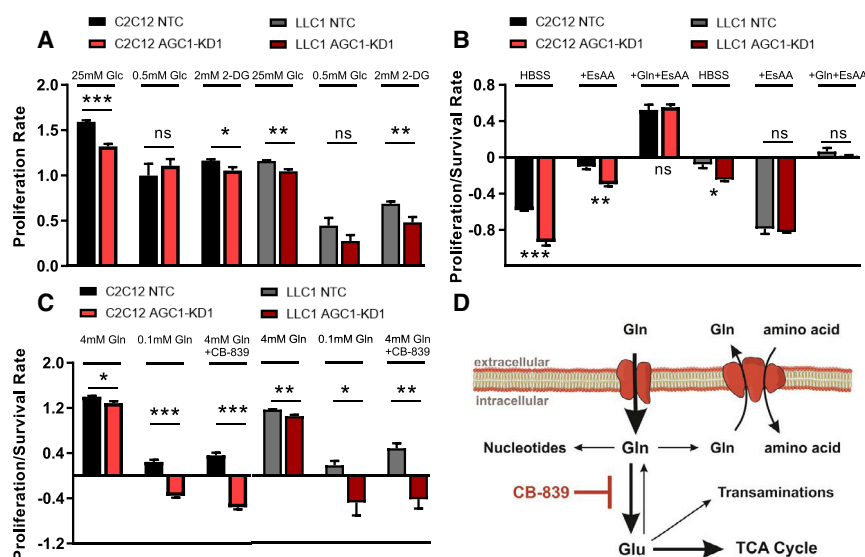 A
C2C12 NTC
C2C12 AGC1-KD1
LLC1 NTC
LLC1 AGC1-KD1
25mM Glc 0.5mM Glc 2mM 2-DG 25mM Glc 0.5mM Glc 2mM 2-DG
Proliferation Rate
2.0
1.5
1.0
0.5
0.0
*** ns * ** ns **
B
C2C12 NTC
C2C12 AGC1-KD1
LLC1 NTC
LLC1 AGC1-KD1
HBSS +EsAA +Gln+EsAA HBSS +EsAA +Gln+EsAA
Proliferation/Survival Rate
0.8
0.4
0
-0.4
-0.8
*** ** ns * ns ns
C
C2C12 NTC
C2C12 AGC1-KD1
LLC1 NTC
LLC1 AGC1-KD1
4mM Gln 0.1mM Gln 4mM Gln +CB-839 4mM Gln 0.1mM Gln 4mM Gln +CB-839
Proliferation/Survival Rate
2.0
1.2
0.4
-0.4
-1.2
* *** *** ** * **
D
Gln Gln amino acid
extracellular
intracellular
Nucleotides Gln Gln amino acid
CB-839
Transaminations
Glu TCA Cycle